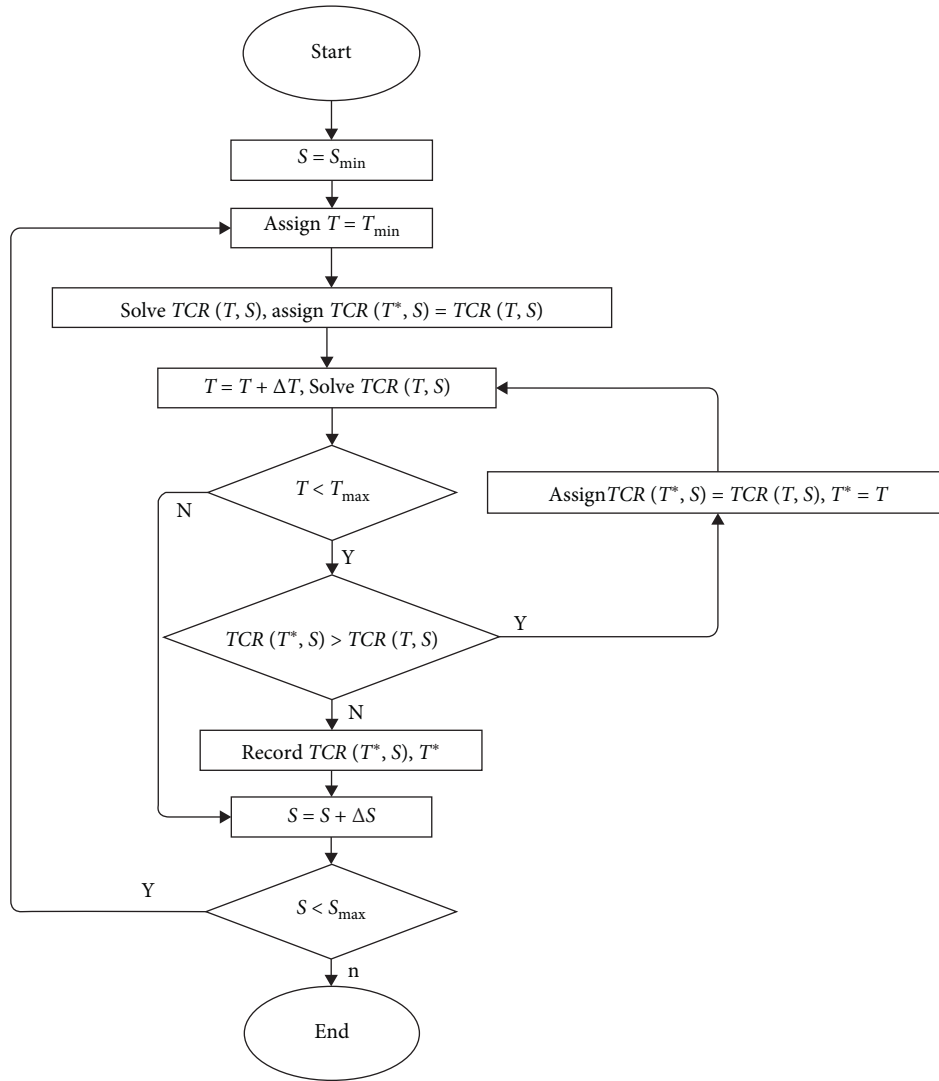 Start
S = Smin
Assign T = Tmin
Solve TCR (T, S), assign TCR (T*, S) = TCR (T, S)
T = T + ΔT, Solve TCR (T, S)
T < Tmax
N
AssignTCR (T*, S) = TCR (T, S), T* = T
Y
TCR (T*, S) > TCR (T, S)
Y
N
Record TCR (T*, S), T*
S = S + ΔS
Y
S < Smax
n
End